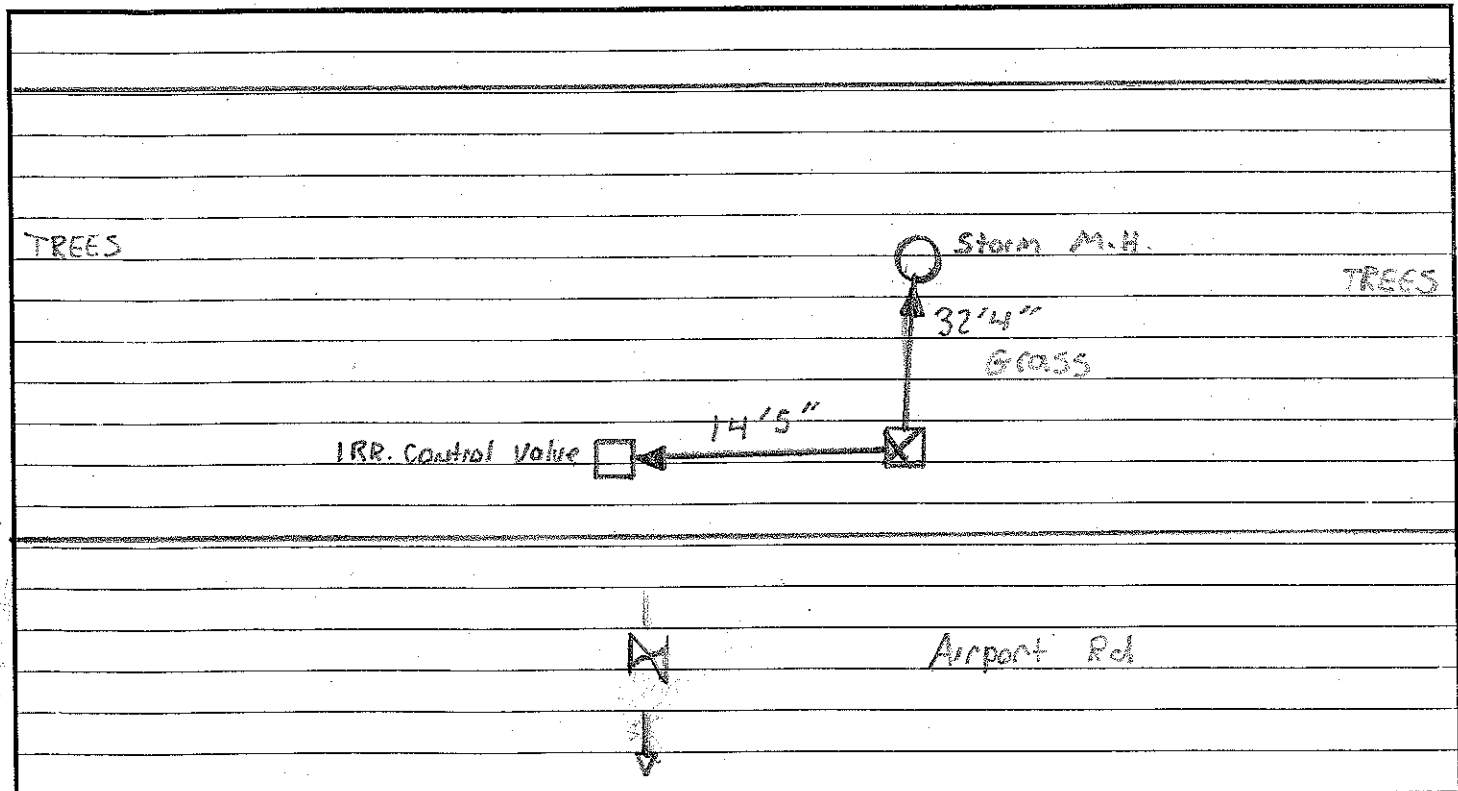 TREES
Storm M.H.
TREES
32'4"
Grass
14'5"
IRR. Control Valve
N
Airport Rd